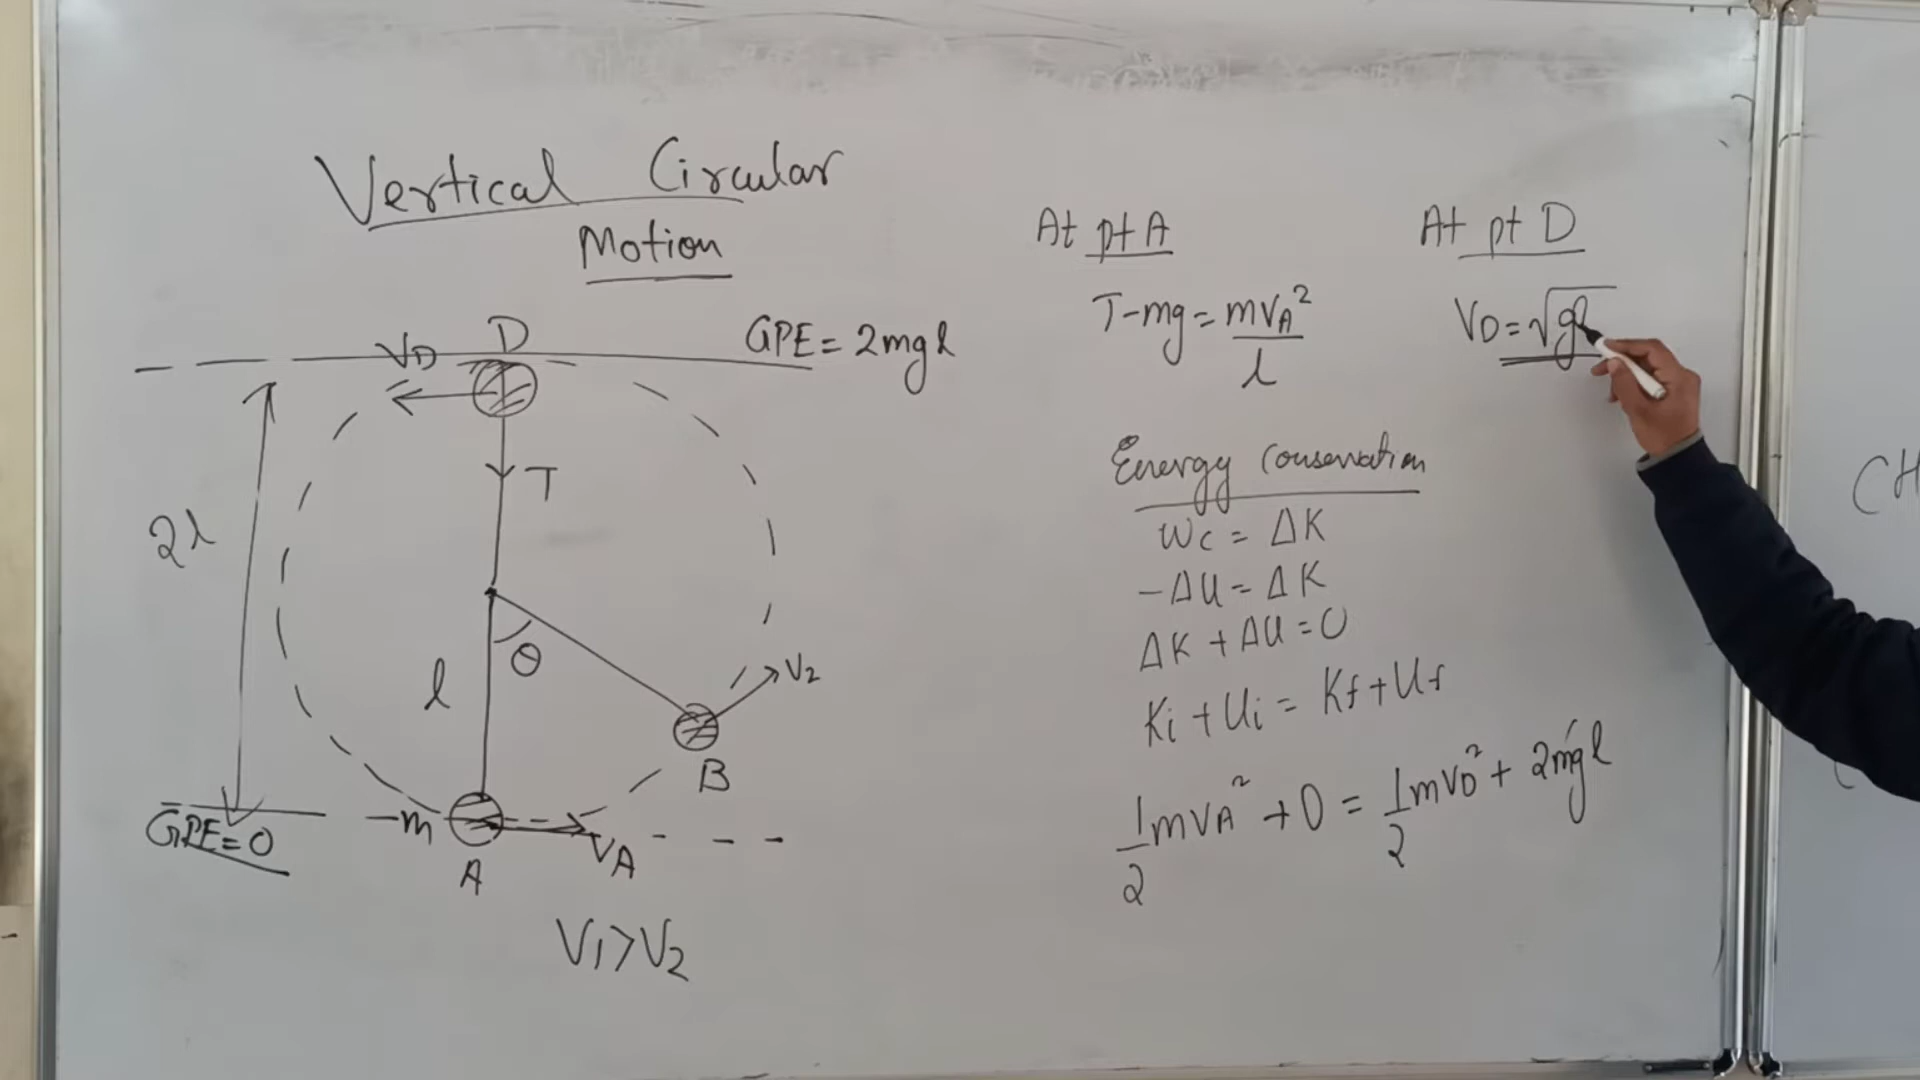 Vertical Circular
Motion
VD D GPE = 2mgl
T
2l
θ
l
V2
B
GPE = 0
m
A
VA
V1 > V2
At pt A
T - mg = mVA² / l
At pt D
VD = √gl
Energy Conservation
Wc = ΔK
-ΔU = ΔK
ΔK + ΔU = 0
Ki + Ui = Kf + Uf
1/2 mVA² + 0 = 1/2 mVD² + 2mgl
CH